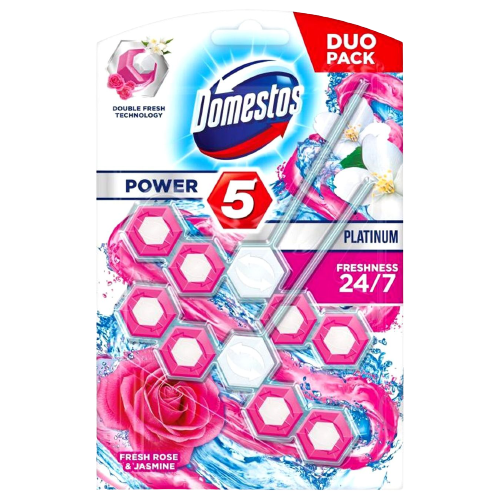 DUO
PACK
DOUBLE FRESH
TECHNOLOGY
Domestos
POWER 5
PLATINUM
FRESHNESS
24/7
FRESH ROSE
& JASMINE